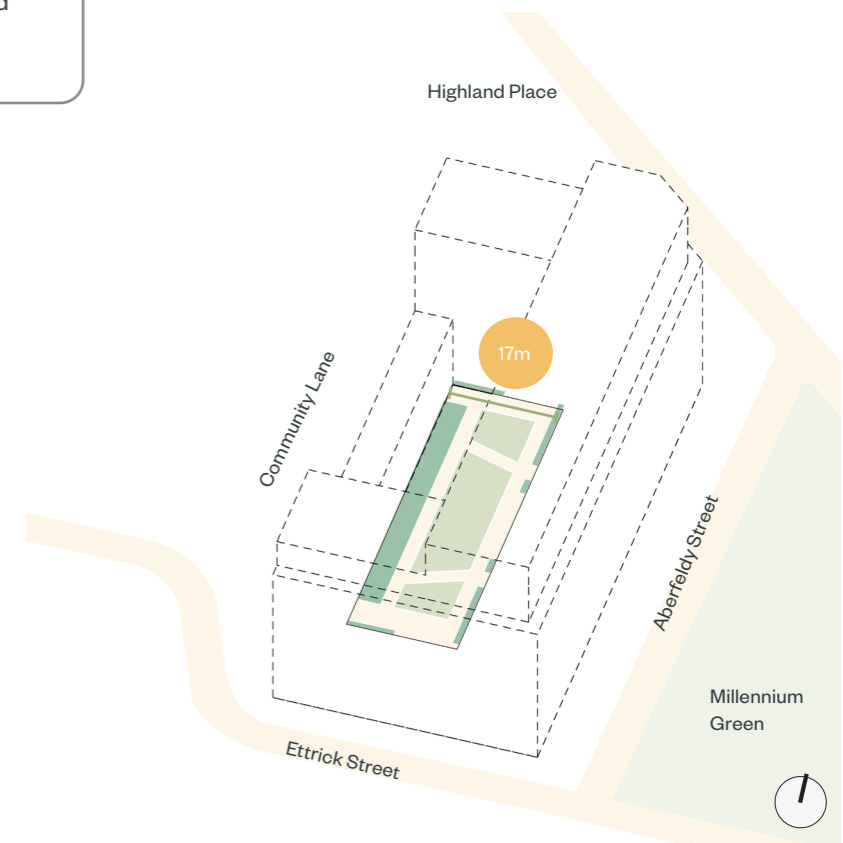 Highland Place
17m
Community Lane
Aberfeldy Street
Millennium
Green
Ettrick Street